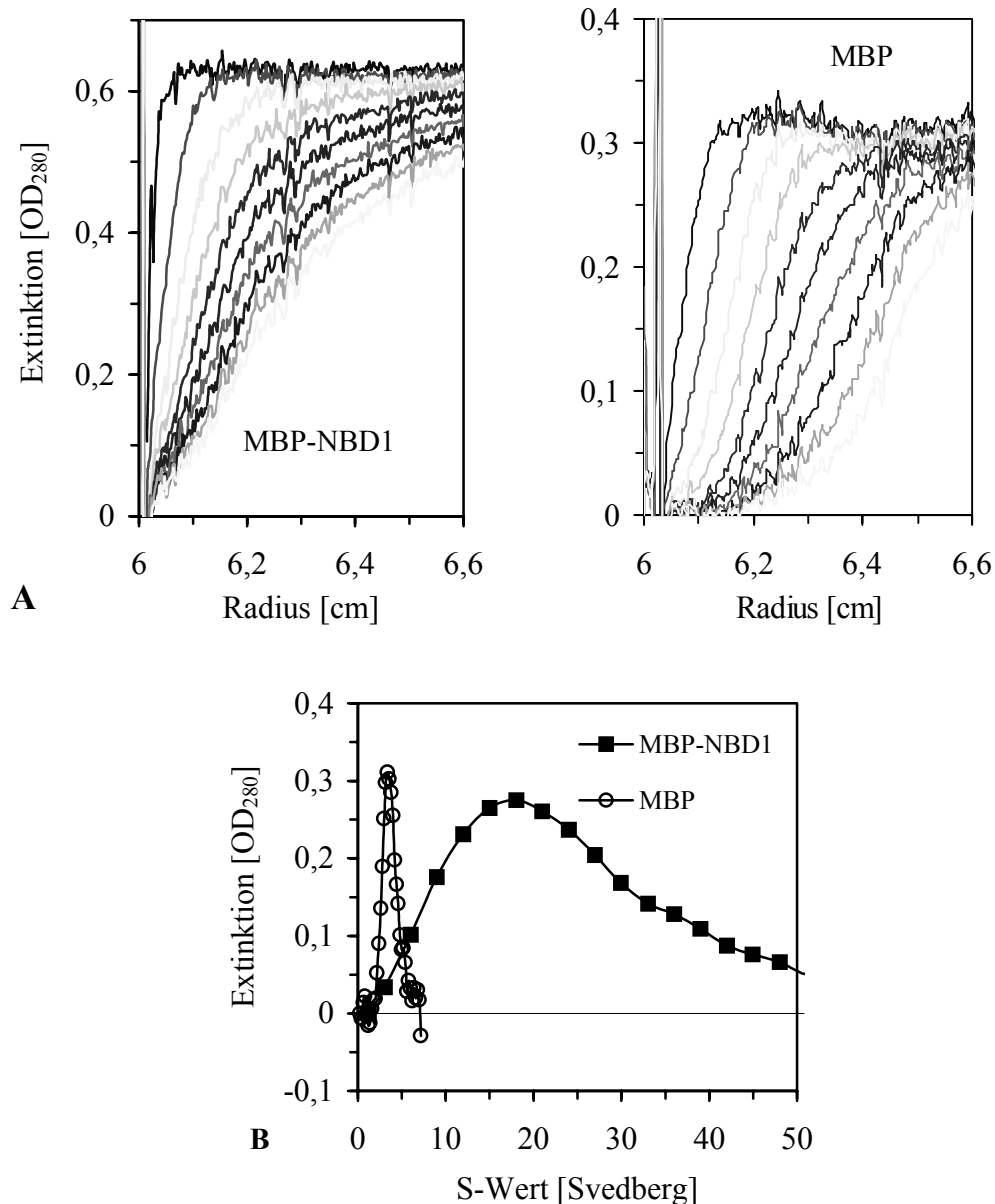 0,6
0,4
0,2
0
Extinktion [OD280]
MBP-NBD1
6
6,2
6,4
6,6
Radius [cm]
A
0,4
0,3
0,2
0,1
0
MBP
6
6,2
6,4
6,6
Radius [cm]
0,4
0,3
0,2
0,1
0
-0,1
Extinktion [OD280]
MBP-NBD1
MBP
0
10
20
30
40
50
S-Wert [Svedberg]
B